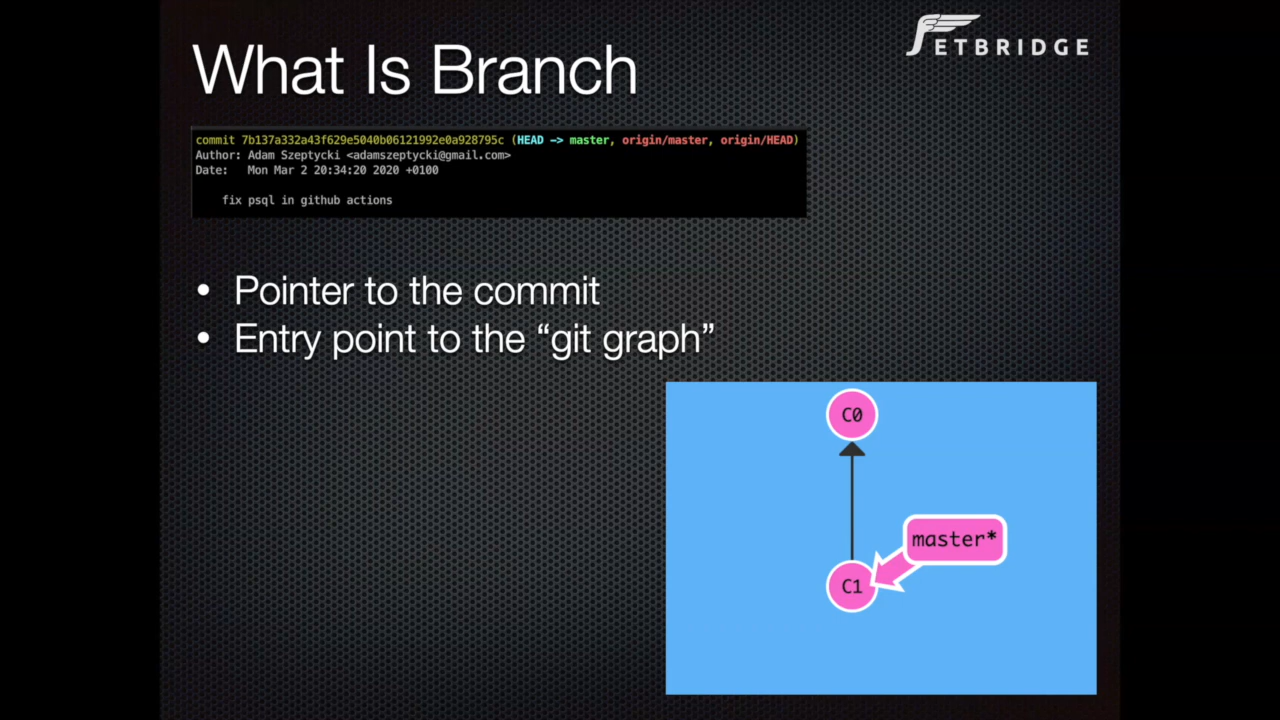 JETBRIDGE
What Is Branch
commit 7b137a332a43f629e5040b06121992e0a928795c (HEAD -> master, origin/master, origin/HEAD)
Author: Adam Szeptycki <adamszeptycki@gmail.com>
Date: Mon Mar 2 20:34:20 2020 +0100
fix psql in github actions
• Pointer to the commit
• Entry point to the “git graph”
C0
master*
C1